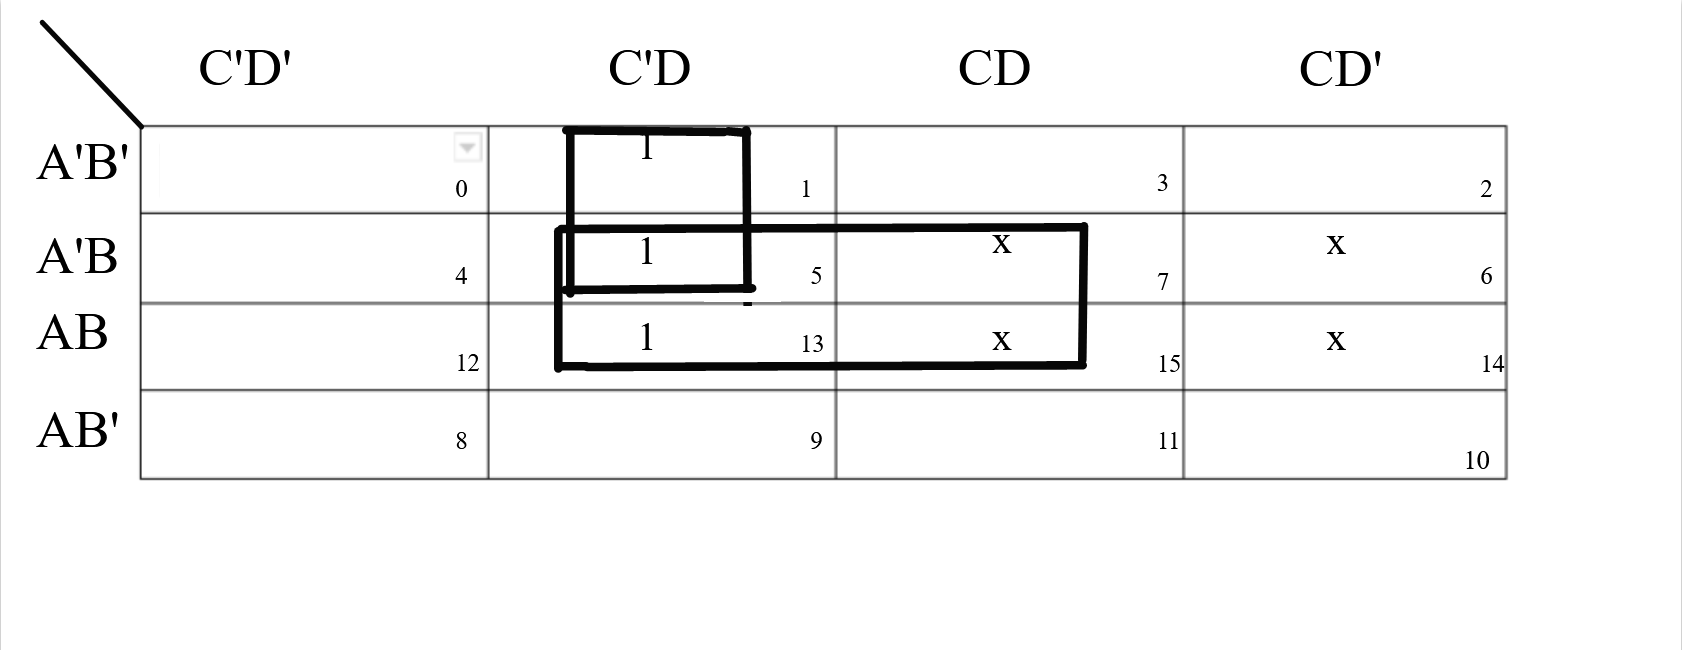 C'D' C'D CD CD'
A'B' 1
0 1 3 2
A'B 1 x x
4 5 7 6
AB 1 x x
12 13 15 14
AB'
8 9 11 10